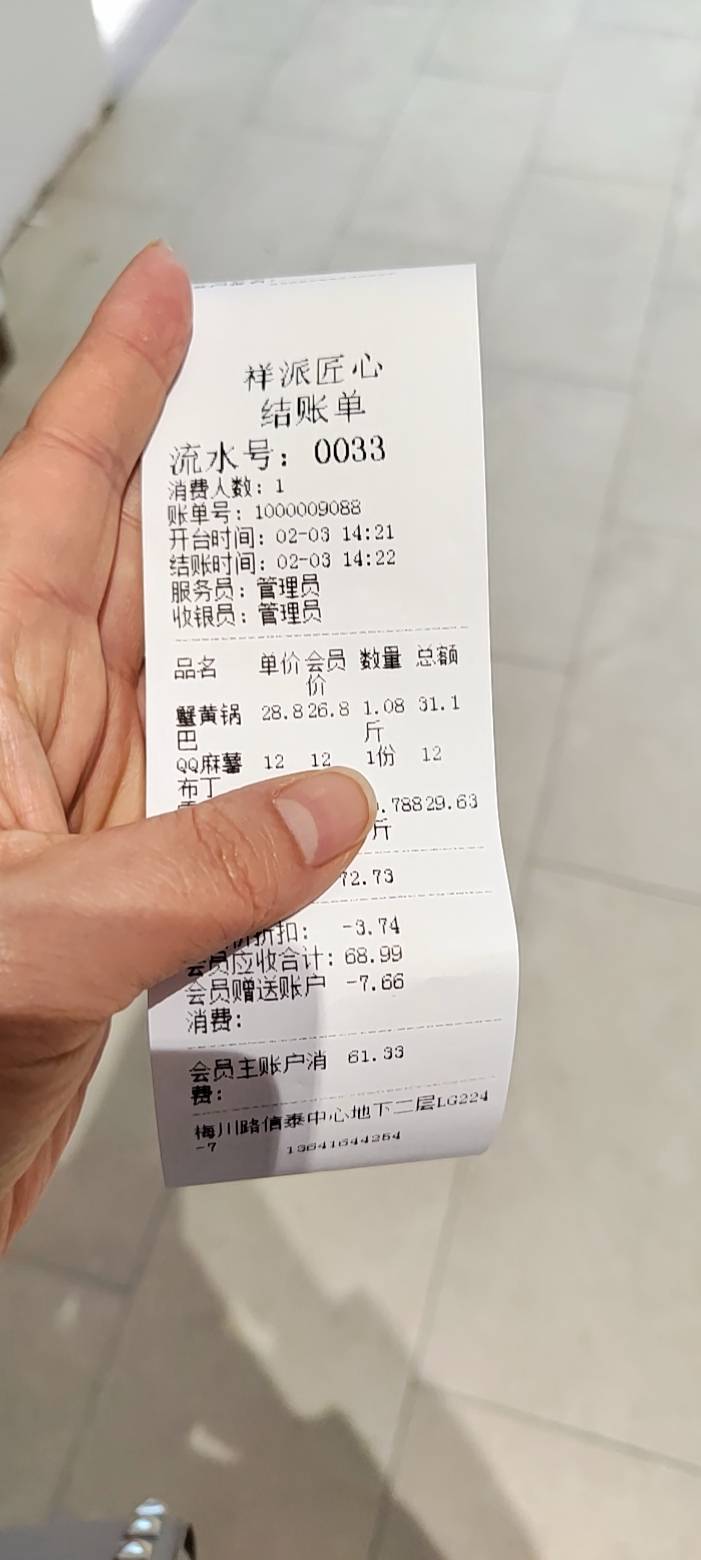 祥派匠心
结账单
流水号: 0033
消费人数: 1
账单号: 1000009088
开台时间: 02-03 14:21
结账时间: 02-03 14:22
服务员: 管理员
收银员: 管理员
品名 单价 会员价 数量 总额
蟹黄锅巴 28.8 26.8 1.08斤 31.1
QQ麻薯布丁 12 12 1份 12
.788斤 29.63
72.73
折扣: -3.74
会员应收合计: 68.99
会员赠送账户消费: -7.66
会员主账户消费: 61.33
梅川路信泰中心地下二层LG224
-7 13641644264